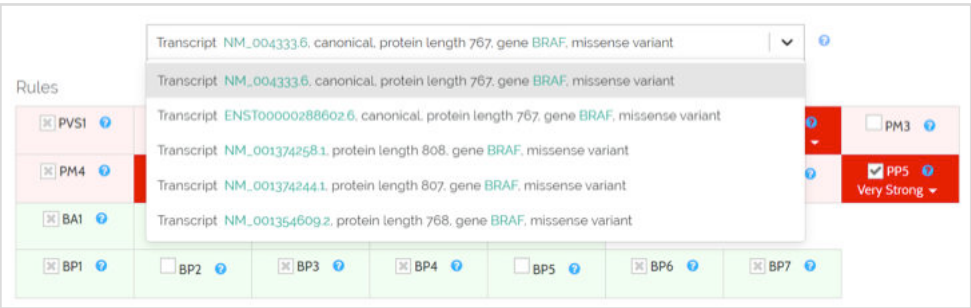 Transcript NM_004333.6, canonical, protein length 767, gene BRAF, missense variant
Rules
Transcript NM_004333.6, canonical, protein length 767, gene BRAF, missense variant
Transcript ENST00000288602.6, canonical, protein length 767, gene BRAF, missense variant
Transcript NM_001374258.1, protein length 808, gene BRAF, missense variant
Transcript NM_001374244.1, protein length 807, gene BRAF, missense variant
Transcript NM_001354609.2, protein length 768, gene BRAF, missense variant
PVS1 PM3
PM4 PP5
Very Strong
BA1
BP1 BP2 BP3 BP4 BP5 BP6 BP7